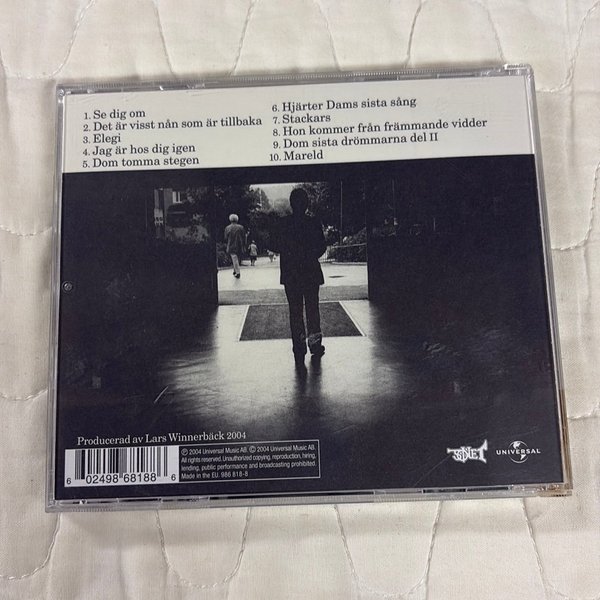 1. Se dig om
2. Det är visst nån som är tillbaka
3. Elegi
4. Jag är hos dig igen
5. Dom tomma stegen
6. Hjärter Dams sista sång
7. Stackars
8. Hon kommer från främmande vidder
9. Dom sista drömmarna del II
10. Mareld
Producerad av Lars Winnerbäck 2004
6 02498 68188 6
℗ 2004 Universal Music AB. © 2004 Universal Music AB.
All rights reserved. Unauthorized copying, reproduction, hiring,
lending, public performance and broadcasting prohibited.
Made in the EU. 986 818-8
SONET
UNIVERSAL